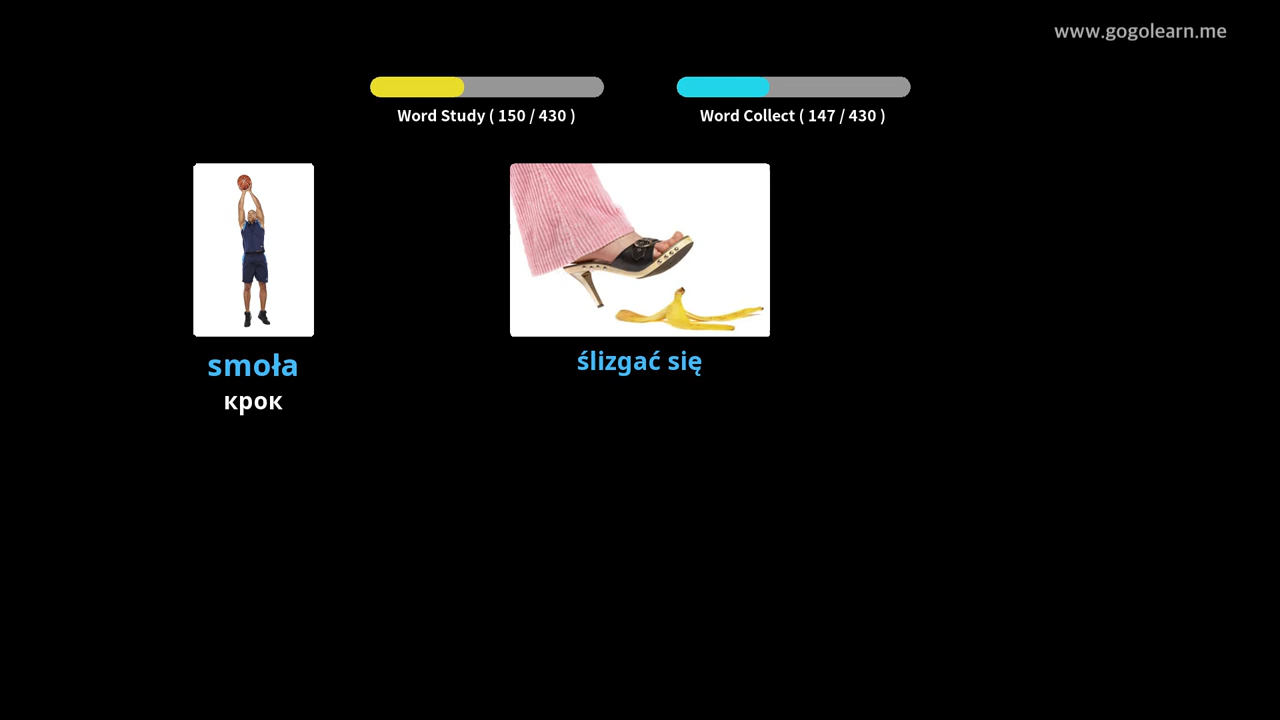 www.gogolearn.me
Word Study ( 150 / 430 )
Word Collect ( 147 / 430 )
smoła
крок
ślizgać się